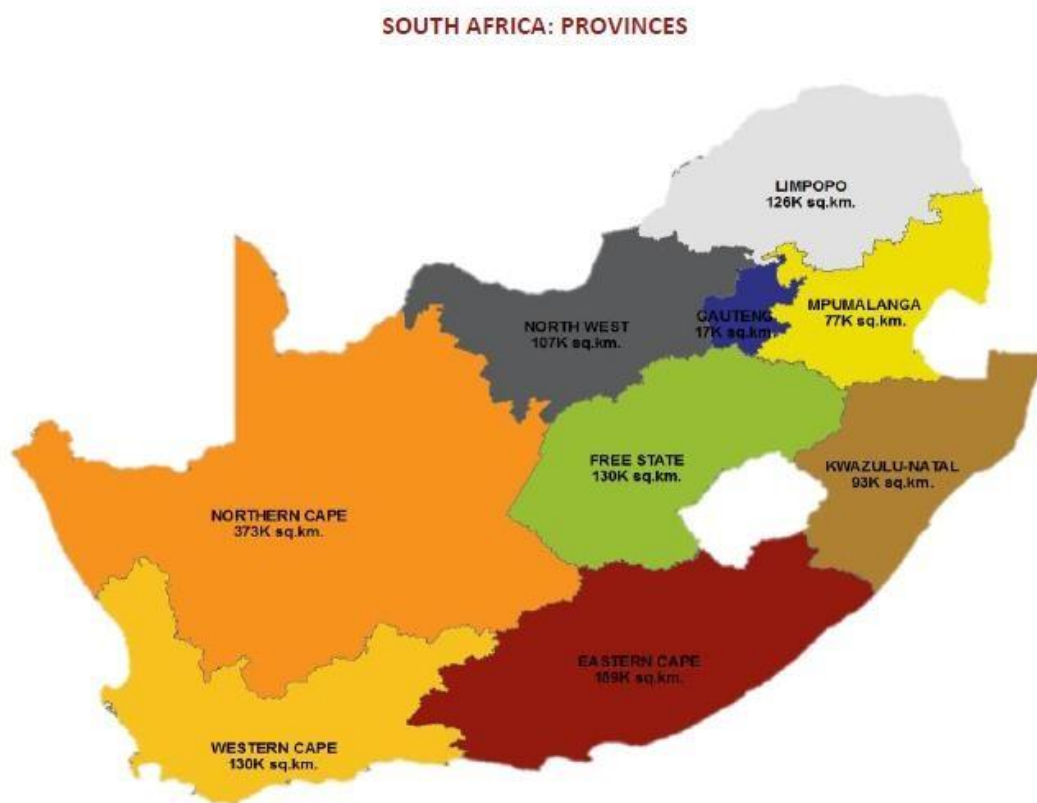 SOUTH AFRICA: PROVINCES
LIMPOPO
126K sq.km.
MPUMALANGA
77K sq.km.
GAUTENG
17K sq.km
NORTH WEST
107K sq.km.
FREE STATE
130K sq.km.
KWAZULU-NATAL
93K sq.km.
NORTHERN CAPE
373K sq.km.
EASTERN CAPE
169K sq.km.
WESTERN CAPE
130K sq.km.